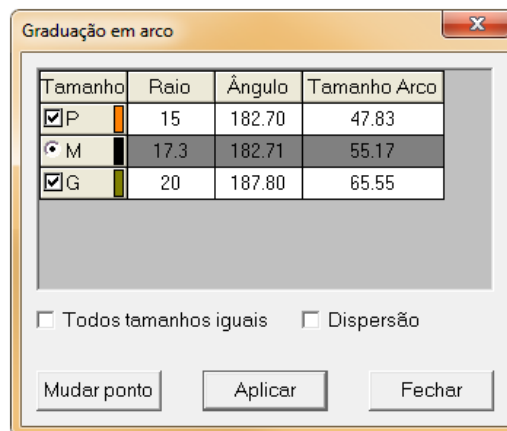 Graduação em arco
Tamanho Raio Ângulo Tamanho Arco
P 15 182.70 47.83
M 17.3 182.71 55.17
G 20 187.80 65.55
Todos tamanhos iguais Dispersão
Mudar ponto Aplicar Fechar